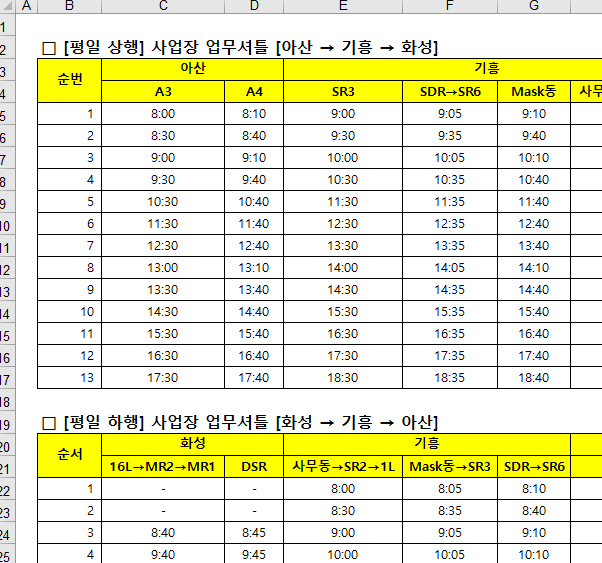 A B C D E F G
1
2 □ [평일 상행] 사업장 업무셔틀 [아산 → 기흥 → 화성]
3 순번 아산 기흥
4 A3 A4 SR3 SDR→SR6 Mask동 사무
5 1 8:00 8:10 9:00 9:05 9:10
6 2 8:30 8:40 9:30 9:35 9:40
7 3 9:00 9:10 10:00 10:05 10:10
8 4 9:30 9:40 10:30 10:35 10:40
9 5 10:30 10:40 11:30 11:35 11:40
10 6 11:30 11:40 12:30 12:35 12:40
11 7 12:30 12:40 13:30 13:35 13:40
12 8 13:00 13:10 14:00 14:05 14:10
13 9 13:30 13:40 14:30 14:35 14:40
14 10 14:30 14:40 15:30 15:35 15:40
15 11 15:30 15:40 16:30 16:35 16:40
16 12 16:30 16:40 17:30 17:35 17:40
17 13 17:30 17:40 18:30 18:35 18:40
18
19 □ [평일 하행] 사업장 업무셔틀 [화성 → 기흥 → 아산]
20 순서 화성 기흥
21 16L→MR2→MR1 DSR 사무동→SR2→1L Mask동→SR3 SDR→SR6
22 1 - - 8:00 8:05 8:10
23 2 - - 8:30 8:35 8:40
24 3 8:40 8:45 9:00 9:05 9:10
25 4 9:40 9:45 10:00 10:05 10:10